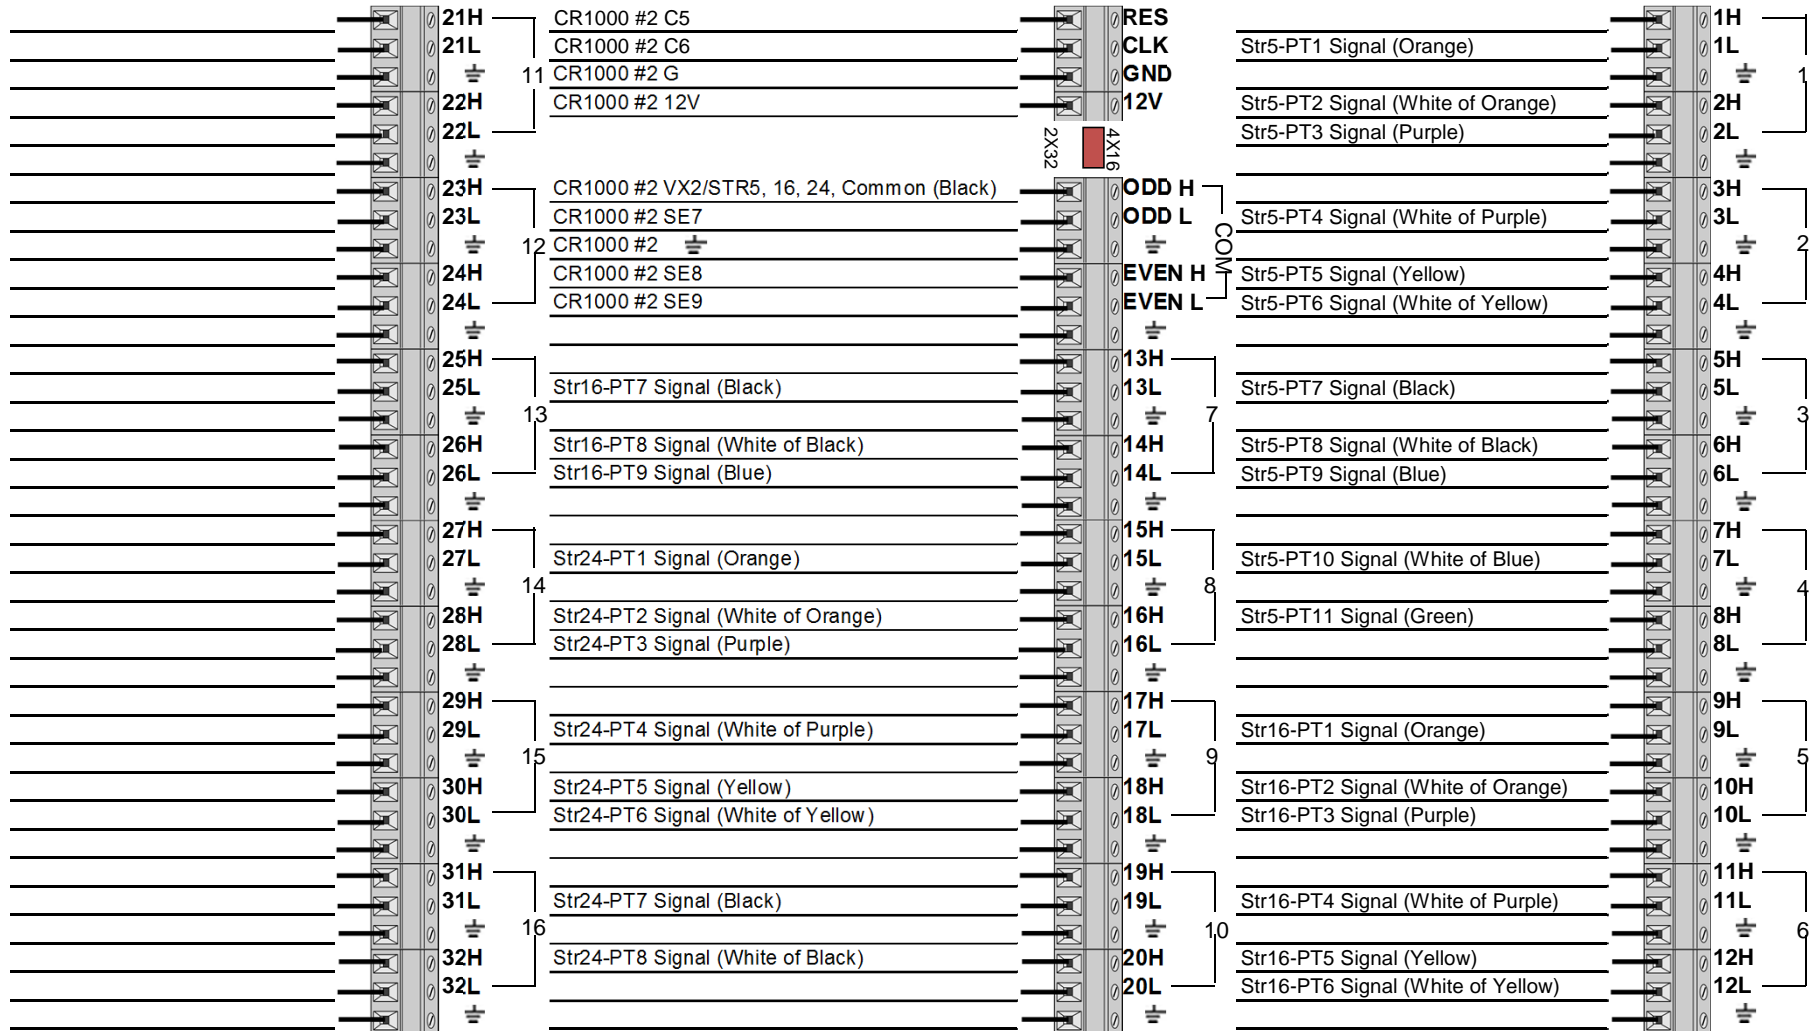 21H
21L
11
22H
22L
23H
23L
12
24H
24L
25H
25L
13
26H
26L
27H
27L
14
28H
28L
29H
29L
15
30H
30L
31H
31L
16
32H
32L
CR1000 #2 C5 RES
CR1000 #2 C6 CLK
CR1000 #2 G GND
CR1000 #2 12V 12V
2X32 4X16
CR1000 #2 VX2/STR5, 16, 24, Common (Black) ODD H
CR1000 #2 SE7 ODD L
CR1000 #2 COM
CR1000 #2 SE8 EVEN H
CR1000 #2 SE9 EVEN L
13H
Str16-PT7 Signal (Black) 13L
7
Str16-PT8 Signal (White of Black) 14H
Str16-PT9 Signal (Blue) 14L
15H
Str24-PT1 Signal (Orange) 15L
8
Str24-PT2 Signal (White of Orange) 16H
Str24-PT3 Signal (Purple) 16L
17H
Str24-PT4 Signal (White of Purple) 17L
9
Str24-PT5 Signal (Yellow) 18H
Str24-PT6 Signal (White of Yellow) 18L
19H
Str24-PT7 Signal (Black) 19L
10
Str24-PT8 Signal (White of Black) 20H
20L
1H
Str5-PT1 Signal (Orange) 1L
1
Str5-PT2 Signal (White of Orange) 2H
Str5-PT3 Signal (Purple) 2L
3H
Str5-PT4 Signal (White of Purple) 3L
2
Str5-PT5 Signal (Yellow) 4H
Str5-PT6 Signal (White of Yellow) 4L
5H
Str5-PT7 Signal (Black) 5L
3
Str5-PT8 Signal (White of Black) 6H
Str5-PT9 Signal (Blue) 6L
7H
Str5-PT10 Signal (White of Blue) 7L
4
Str5-PT11 Signal (Green) 8H
8L
9H
Str16-PT1 Signal (Orange) 9L
5
Str16-PT2 Signal (White of Orange) 10H
Str16-PT3 Signal (Purple) 10L
11H
Str16-PT4 Signal (White of Purple) 11L
6
Str16-PT5 Signal (Yellow) 12H
Str16-PT6 Signal (White of Yellow) 12L